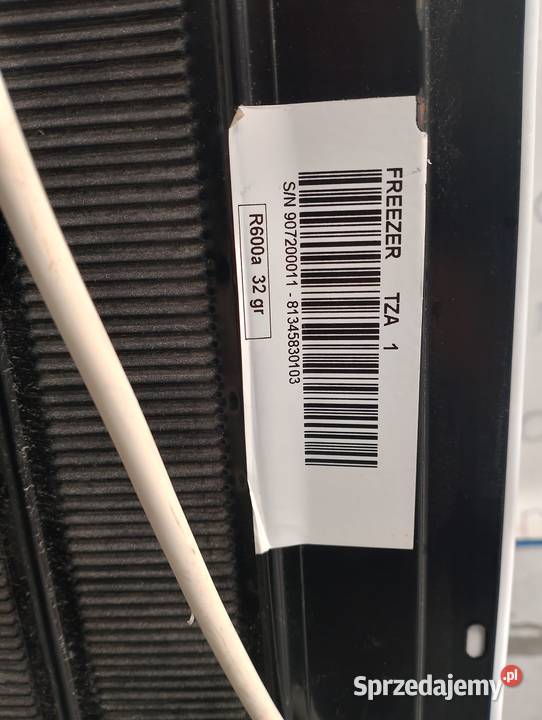 FREEZER TZA 1
S/N 907200011 - 81345830103
R600a 32 gr
Sprzedajemy.pl